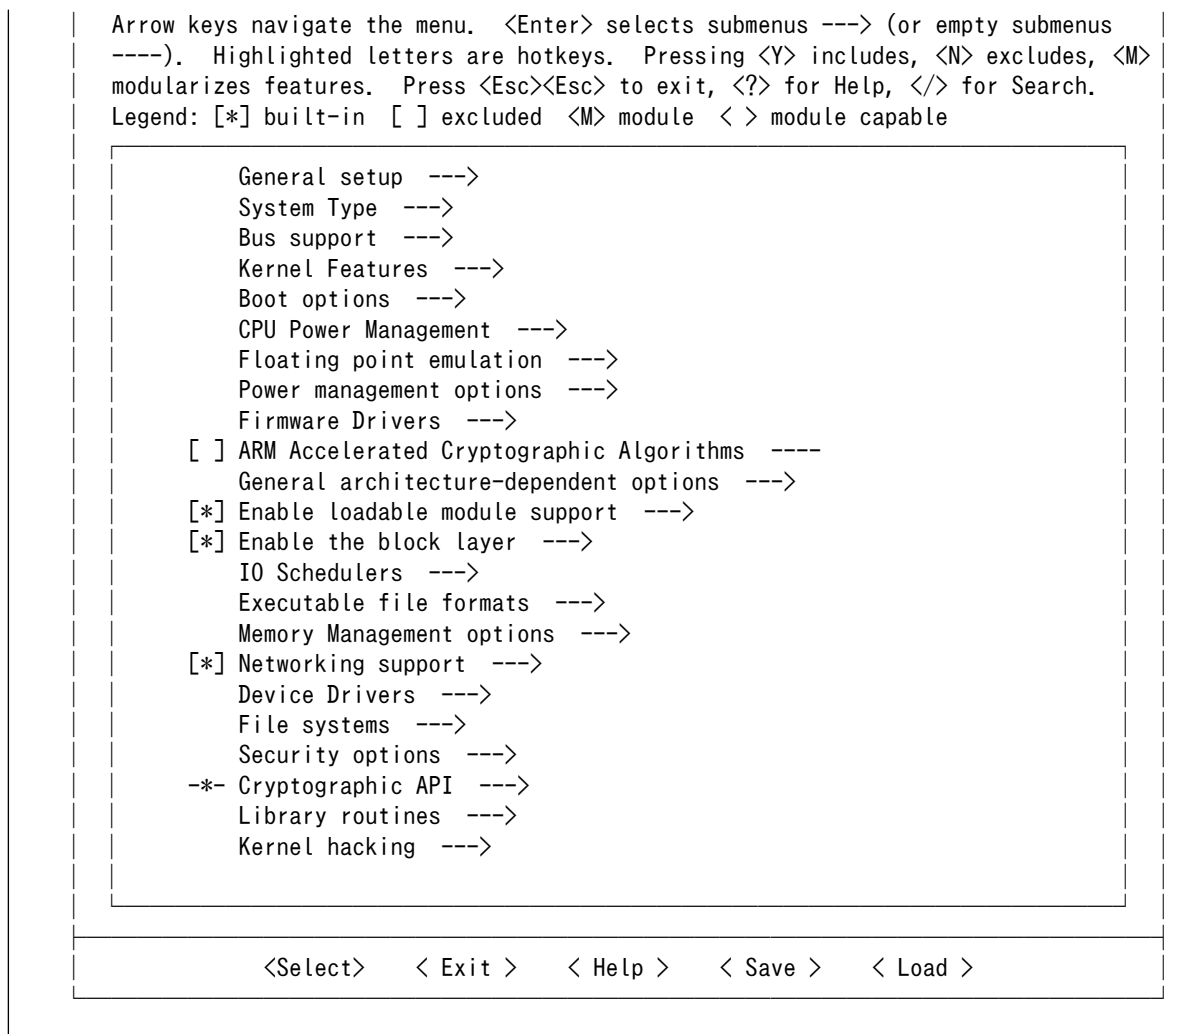 Arrow keys navigate the menu.  <Enter> selects submenus ---> (or empty submenus
----).  Highlighted letters are hotkeys.  Pressing <Y> includes, <N> excludes, <M>
modularizes features.  Press <Esc><Esc> to exit, <?> for Help, </> for Search.
Legend: [*] built-in  [ ] excluded  <M> module  < > module capable
General setup  --->
System Type  --->
Bus support  --->
Kernel Features  --->
Boot options  --->
CPU Power Management  --->
Floating point emulation  --->
Power management options  --->
Firmware Drivers  --->
[ ] ARM Accelerated Cryptographic Algorithms  ----
General architecture-dependent options  --->
[*] Enable loadable module support  --->
[*] Enable the block layer  --->
IO Schedulers  --->
Executable file formats  --->
Memory Management options  --->
[*] Networking support  --->
Device Drivers  --->
File systems  --->
Security options  --->
-*- Cryptographic API  --->
Library routines  --->
Kernel hacking  --->
<Select>    < Exit >    < Help >    < Save >    < Load >